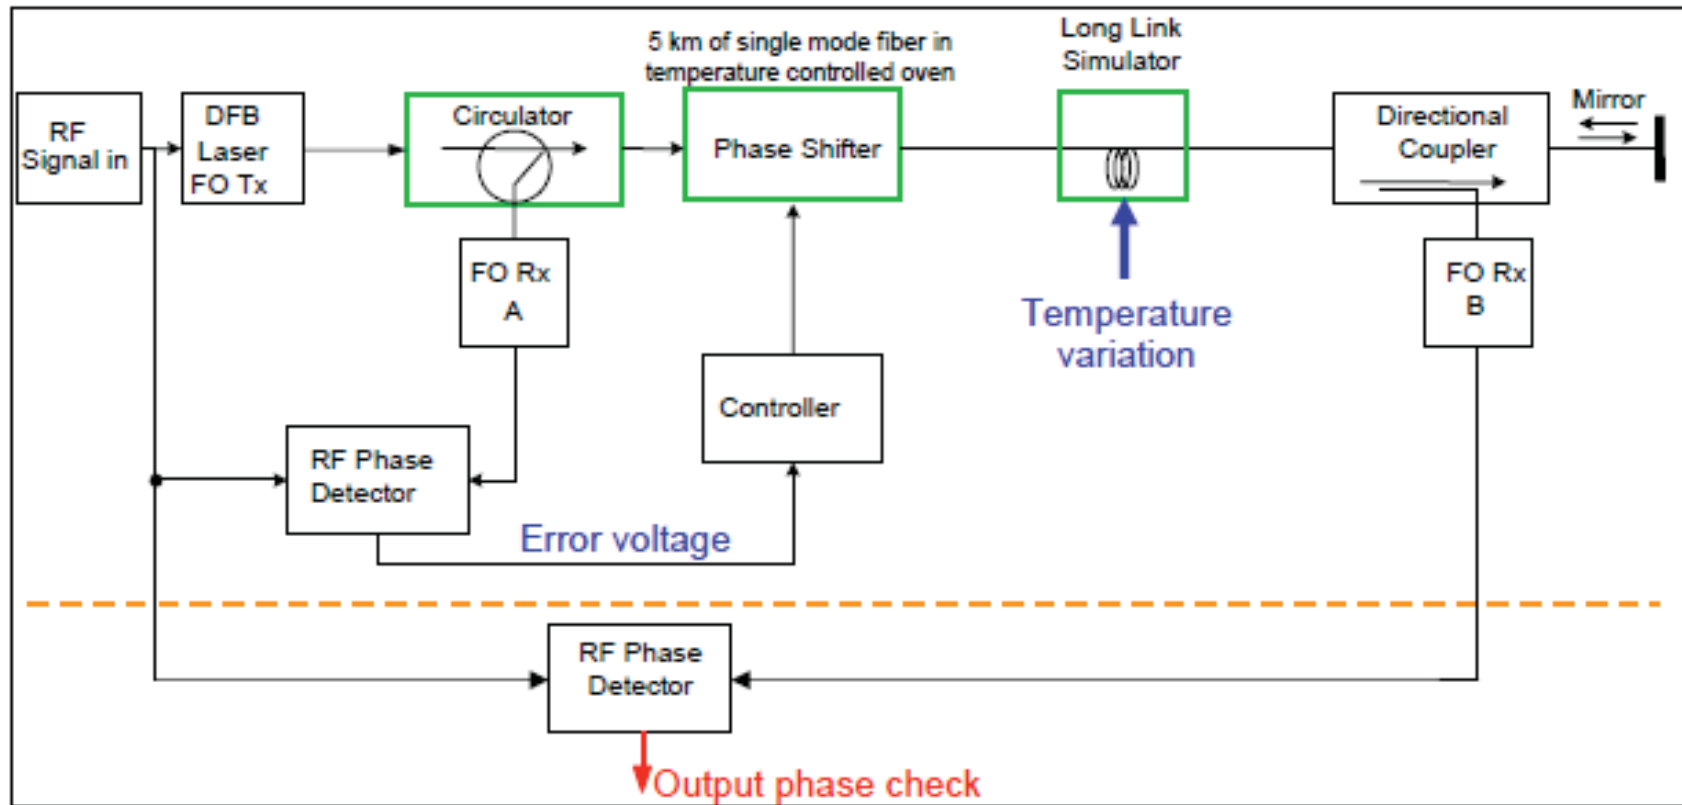 5 km of single mode fiber in
temperature controlled oven
Long Link
Simulator
RF
Signal in
DFB
Laser
FO Tx
Circulator
Phase Shifter
Directional
Coupler
Mirror
FO Rx
A
Temperature
variation
FO Rx
B
Controller
RF Phase
Detector
Error voltage
RF Phase
Detector
Output phase check